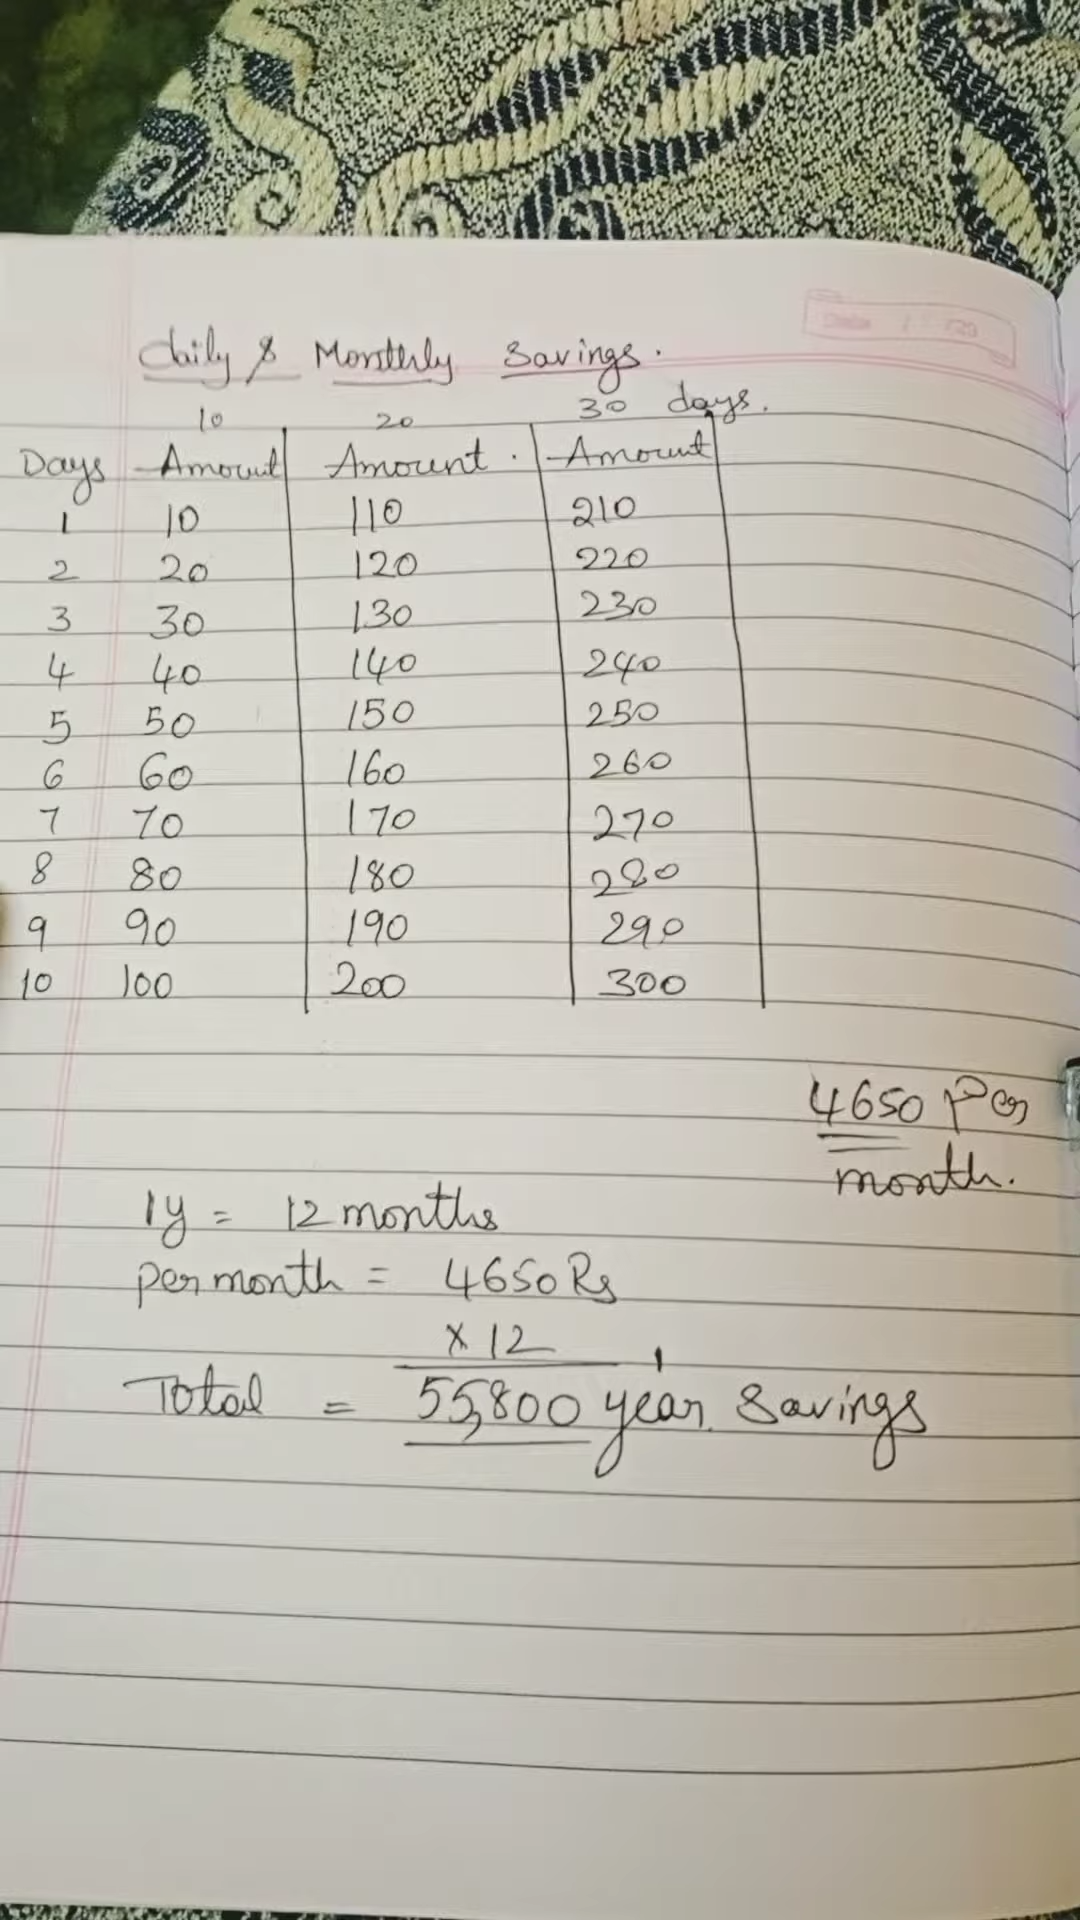 Daily & Monthly Savings.
10 20 30 days.
Days Amount Amount. Amount
1 10 110 210
2 20 120 220
3 30 130 230
4 40 140 240
5 50 150 250
6 60 160 260
7 70 170 270
8 80 180 280
9 90 190 290
10 100 200 300
4650 Per
month.
1y = 12 months
per month = 4650 Rs
x 12
Total = 55,800 year Savings